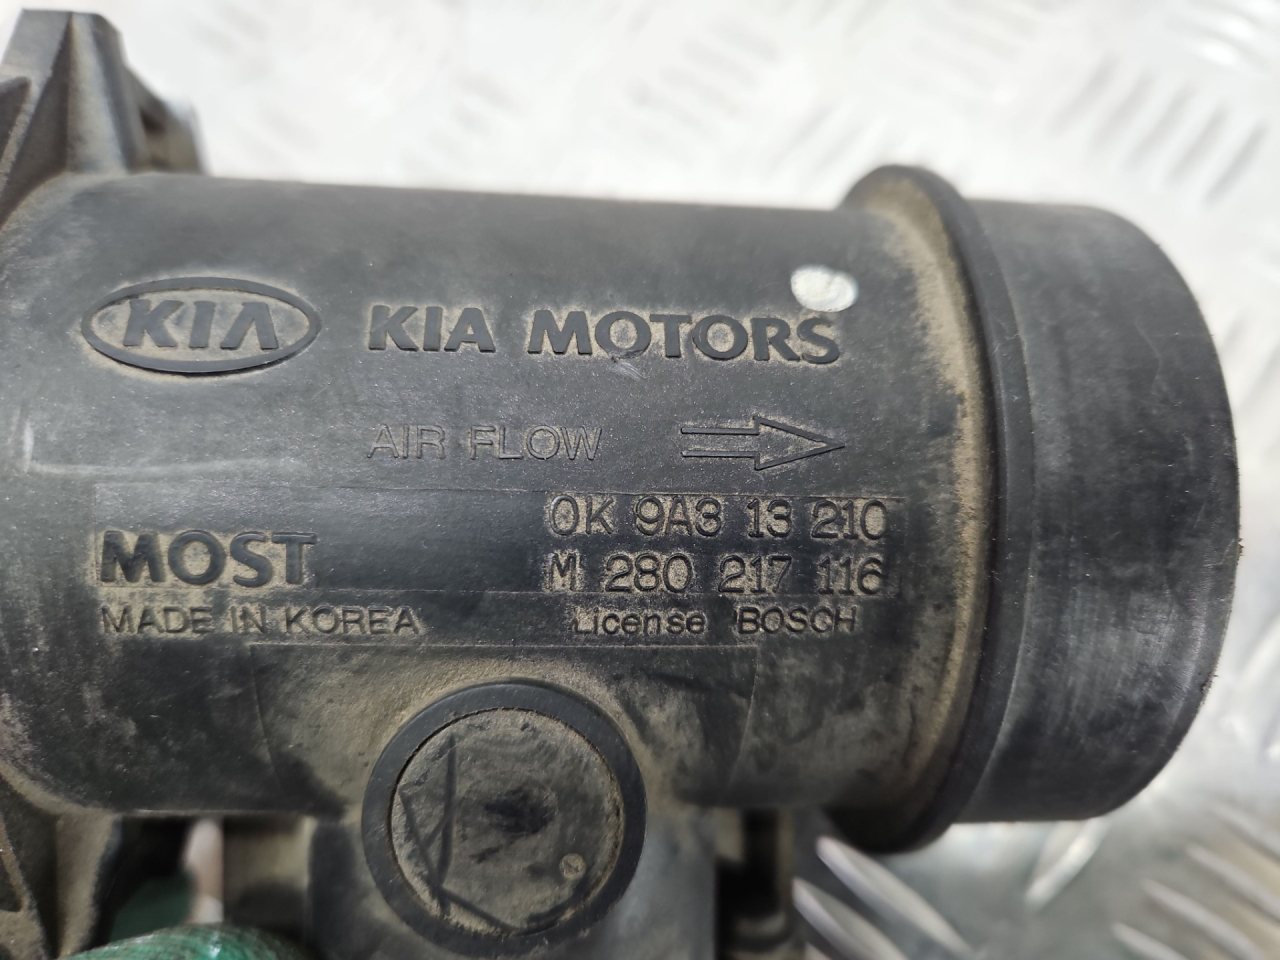 KIA KIA MOTORS
AIR FLOW
0K 9A3 13 210
MOST M 280 217 116
MADE IN KOREA License BOSCH